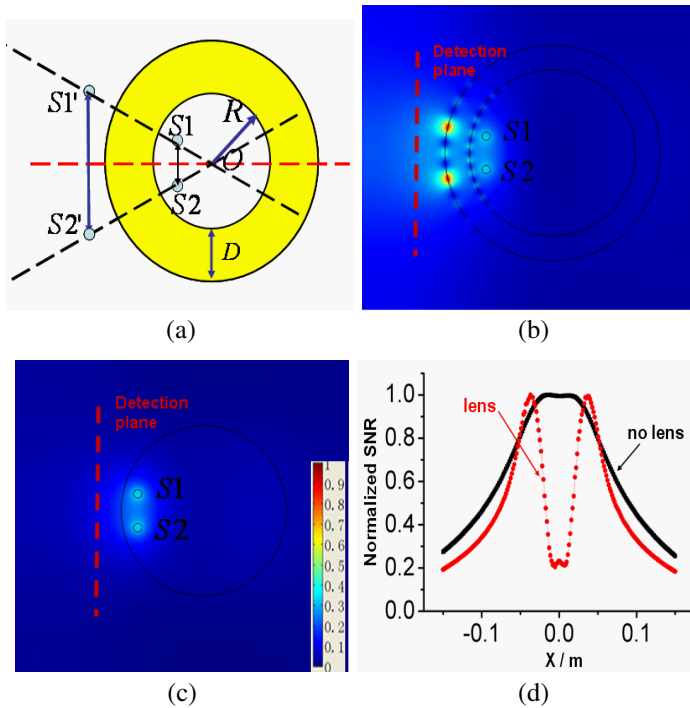 S1'
S1
R
O
S2
S2'
D
(a)
Detection
plane
S1
S2
(b)
Detection
plane
S1
S2
1
0.9
0.8
0.7
0.6
0.5
0.4
0.3
0.2
0.1
0
(c)
Normalized SNR
1.0
0.8
0.6
0.4
0.2
0.0
lens
no lens
-0.1
0.0
0.1
X / m
(d)